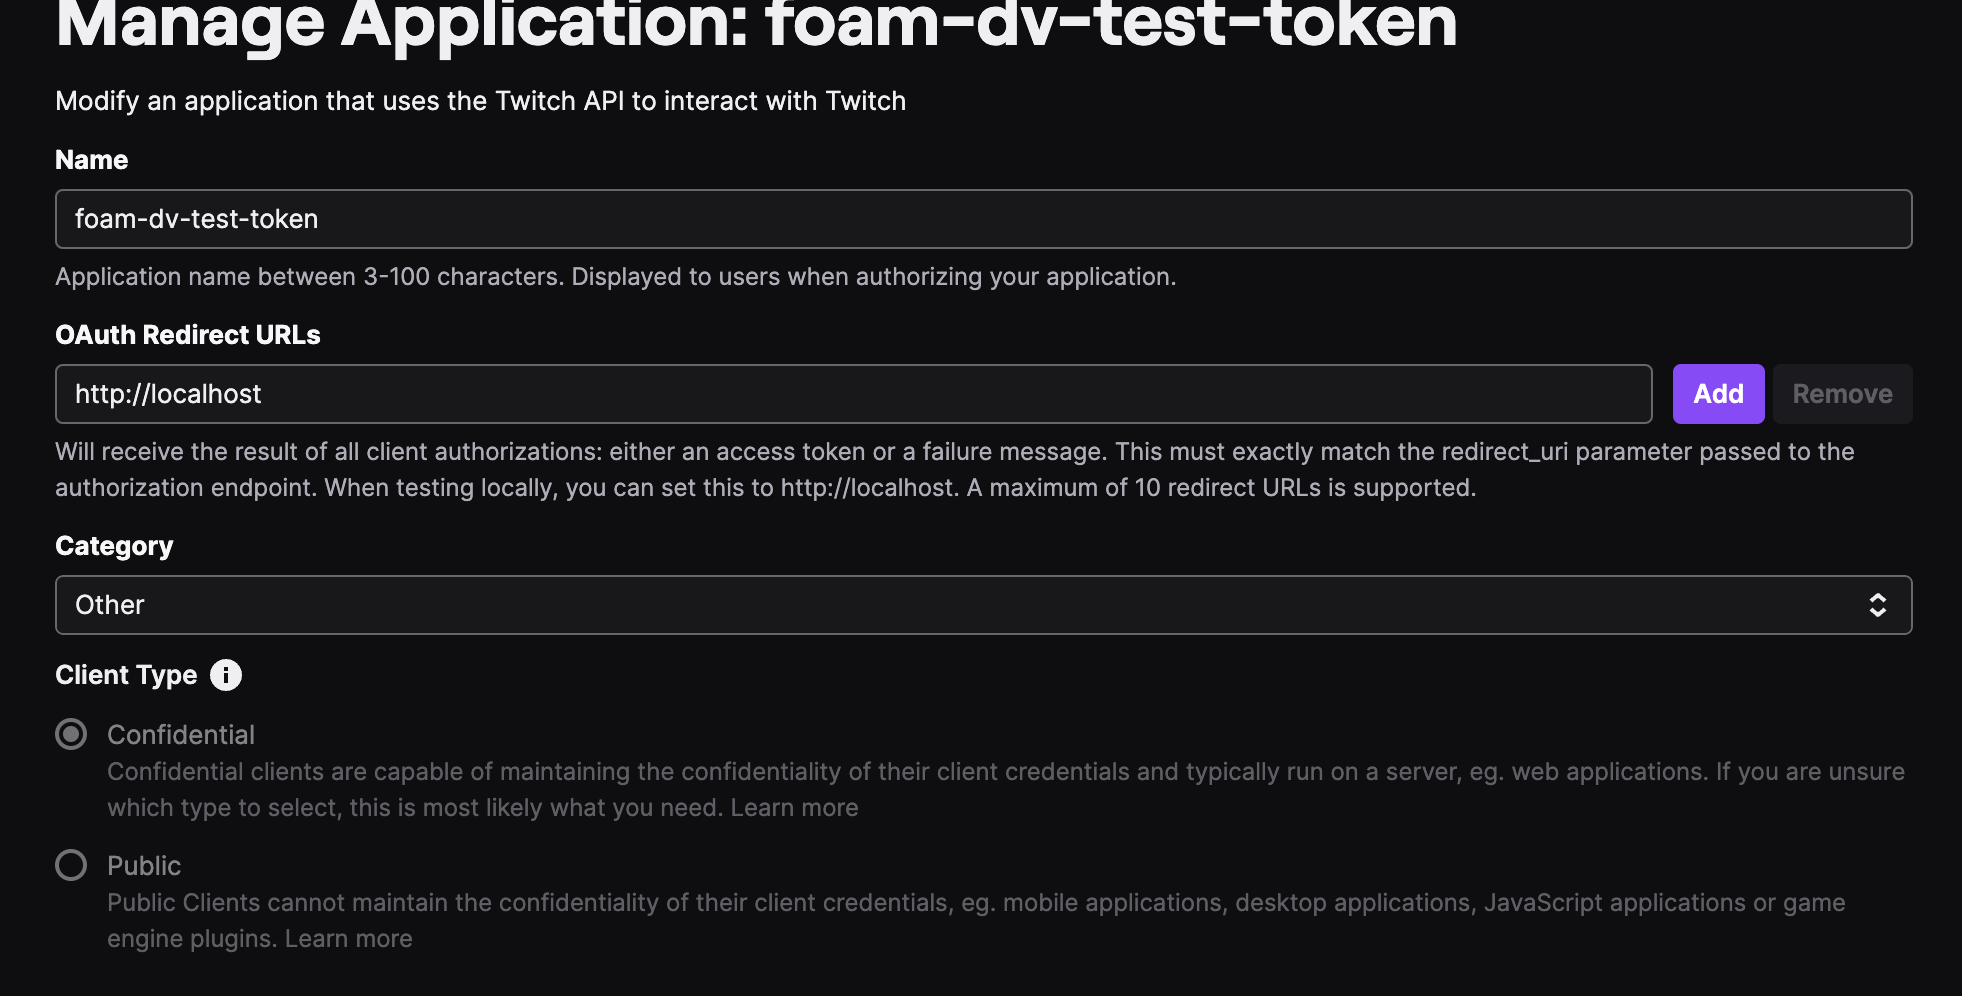 Manage Application: foam-dv-test-token
Modify an application that uses the Twitch API to interact with Twitch
Name
foam-dv-test-token
Application name between 3-100 characters. Displayed to users when authorizing your application.
OAuth Redirect URLs
http://localhost
Add
Remove
Will receive the result of all client authorizations: either an access token or a failure message. This must exactly match the redirect_uri parameter passed to the
authorization endpoint. When testing locally, you can set this to http://localhost. A maximum of 10 redirect URLs is supported.
Category
Other
Client Type
Confidential
Confidential clients are capable of maintaining the confidentiality of their client credentials and typically run on a server, eg. web applications. If you are unsure
which type to select, this is most likely what you need. Learn more
Public
Public Clients cannot maintain the confidentiality of their client credentials, eg. mobile applications, desktop applications, JavaScript applications or game
engine plugins. Learn more